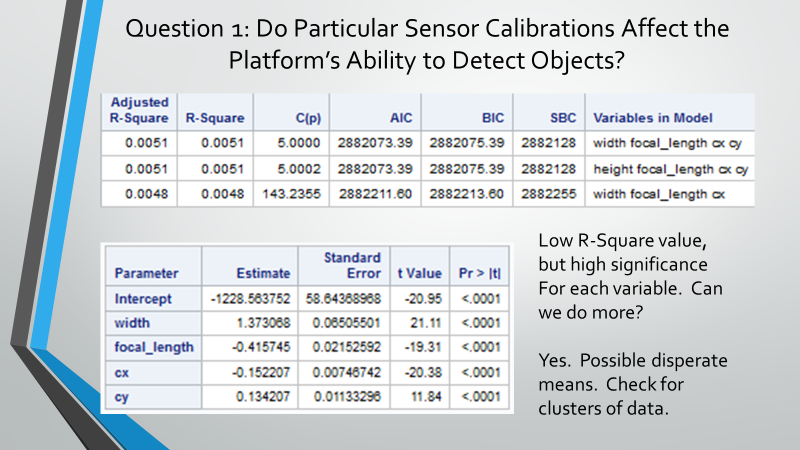 Question 1: Do Particular Sensor Calibrations Affect the
Platform's Ability to Detect Objects?
Adjusted R-Square R-Square C(p) AIC BIC SBC Variables in Model
0.0051 0.0051 5.0000 2882073.39 2882075.39 2882128 width focal_length cx cy
0.0051 0.0051 5.0002 2882073.39 2882075.39 2882128 height focal_length cx cy
0.0048 0.0048 143.2355 2882211.60 2882213.60 2882255 width focal_length cx
Parameter Estimate Standard Error t Value Pr > |t|
Intercept -1228.563752 58.64368968 -20.95 <.0001
width 1.373068 0.06505501 21.11 <.0001
focal_length -0.415745 0.02152592 -19.31 <.0001
cx -0.152207 0.00746742 -20.38 <.0001
cy 0.134207 0.01133296 11.84 <.0001
Low R-Square value,
but high significance
For each variable. Can
we do more?
Yes. Possible disperate
means. Check for
clusters of data.